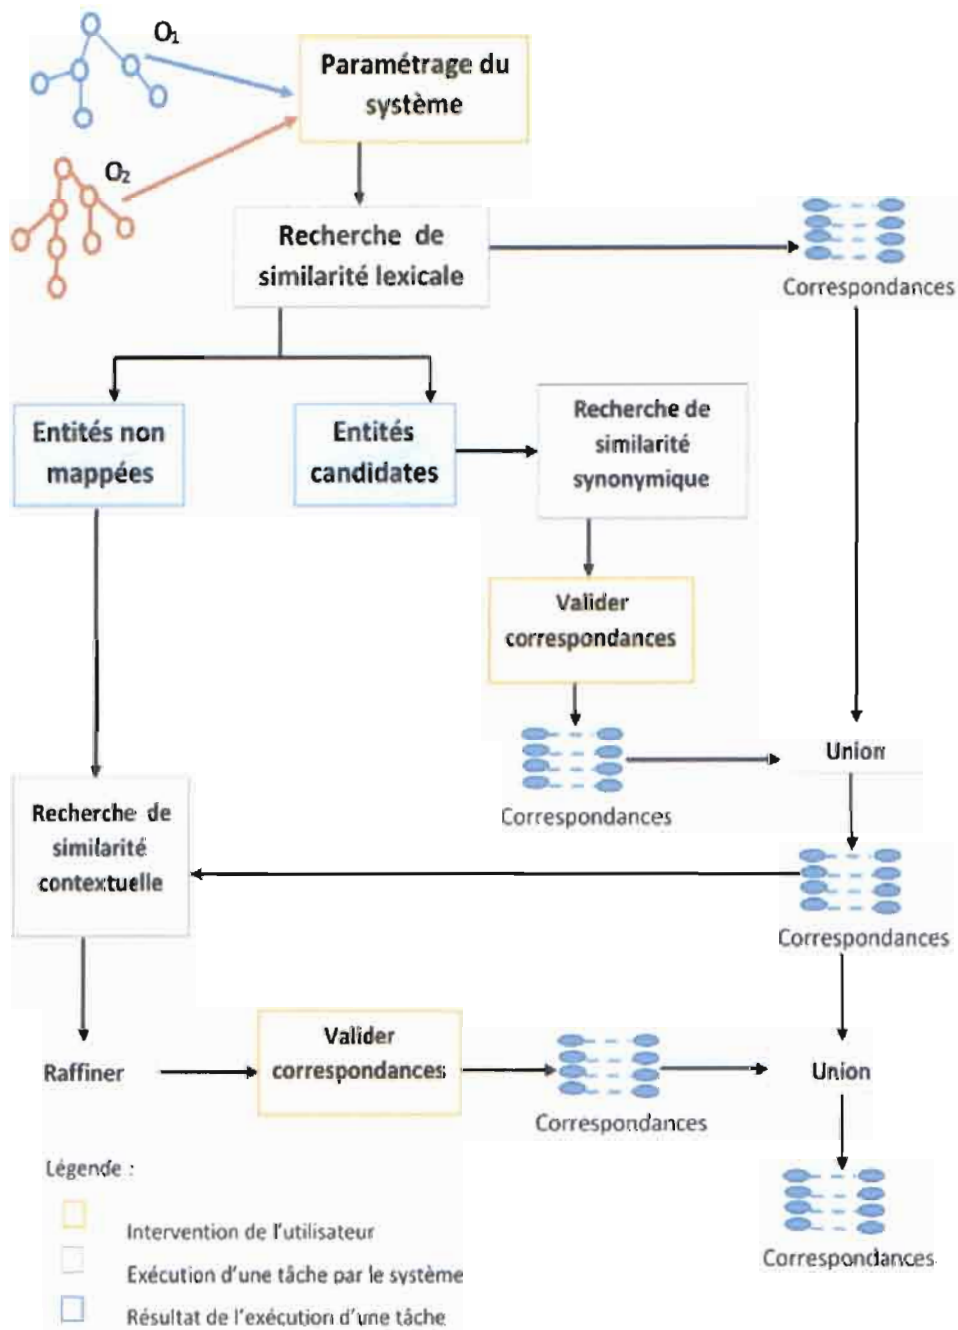 O₁
Paramétrage du
système
O₂
Recherche de
similarité lexicale
Correspondances
Entités non
mappées
Entités
candidates
Recherche de
similarité
synonymique
Valider
correspondances
Correspondances
Union
Recherche de
similarité
contextuelle
Correspondances
Raffiner
Valider
correspondances
Correspondances
Union
Correspondances
Légende :
Intervention de l'utilisateur
Exécution d'une tâche par le système
Résultat de l'exécution d'une tâche